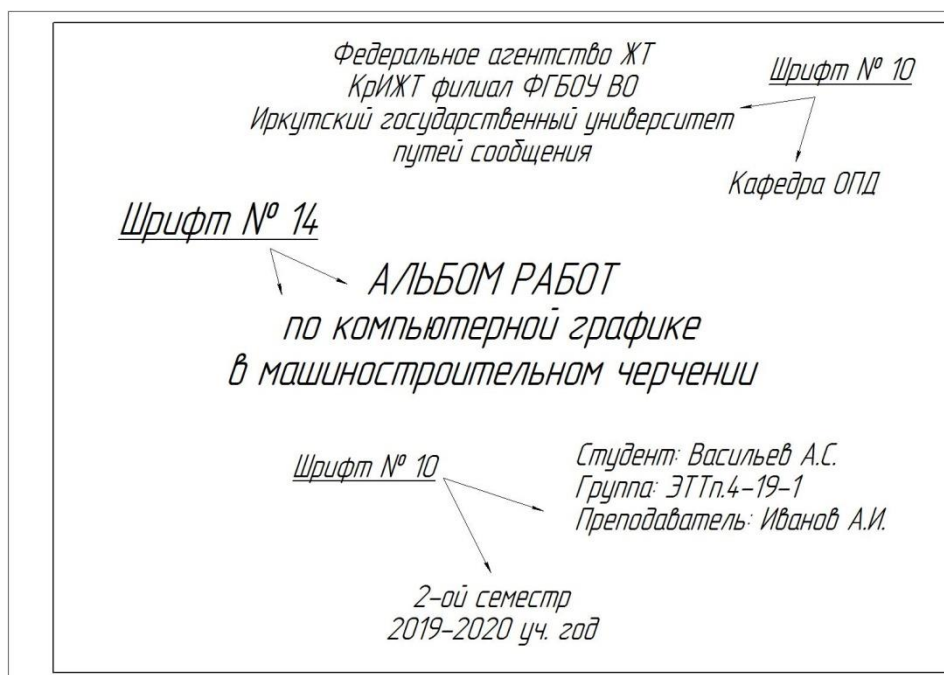 Федеральное агентство ЖТ
КрИЖТ филиал ФГБОУ ВО
Иркутский государственный университет
путей сообщения
Шрифт № 10
Кафедра ОПД
Шрифт № 14
АЛЬБОМ РАБОТ
по компьютерной графике
в машиностроительном черчении
Шрифт № 10
Студент: Васильев А.С.
Группа: ЭТТп.4-19-1
Преподаватель: Иванов А.И.
2-ой семестр
2019-2020 уч. год